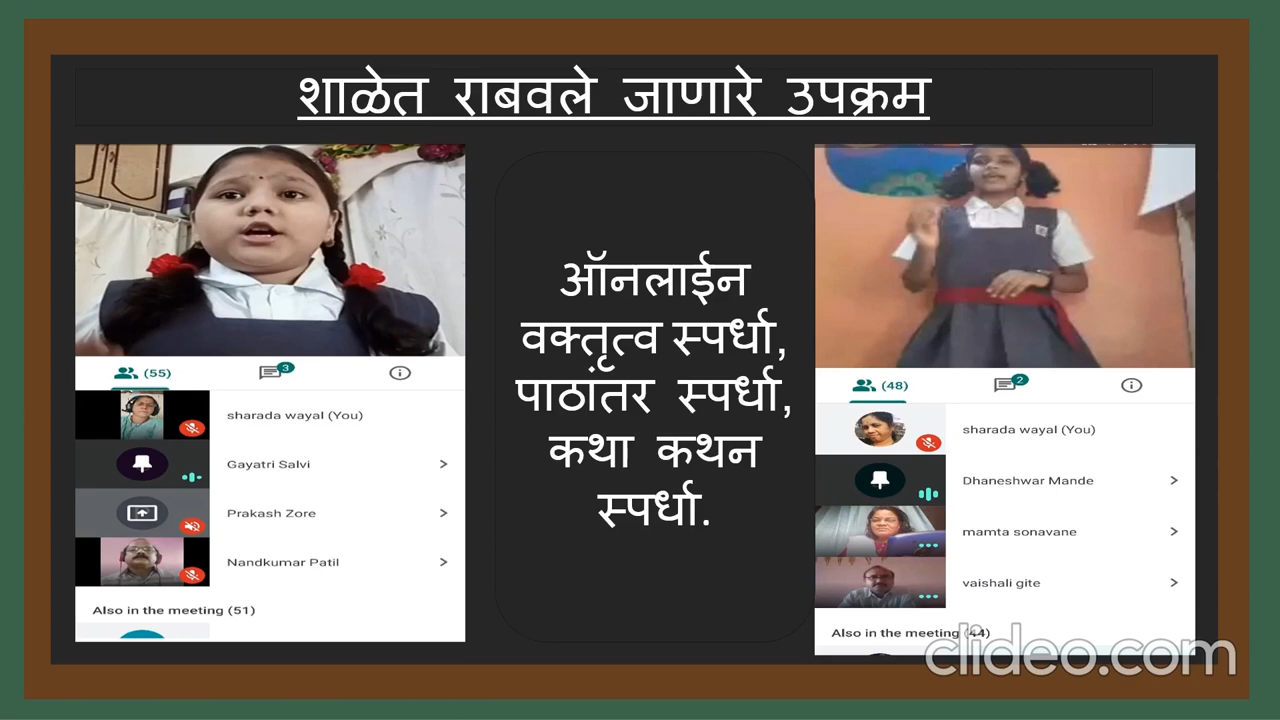 शाळेत राबवले जाणारे उपक्रम
(55)
3
sharada wayal (You)
Gayatri Salvi
Prakash Zore
Nandkumar Patil
Also in the meeting (51)
ऑनलाईन
वक्तृत्व स्पर्धा,
पाठांतर स्पर्धा,
कथा कथन
स्पर्धा.
(48)
2
sharada wayal (You)
Dhaneshwar Mande
mamta sonavane
vaishali gite
Also in the meeting (44)
clideo.com